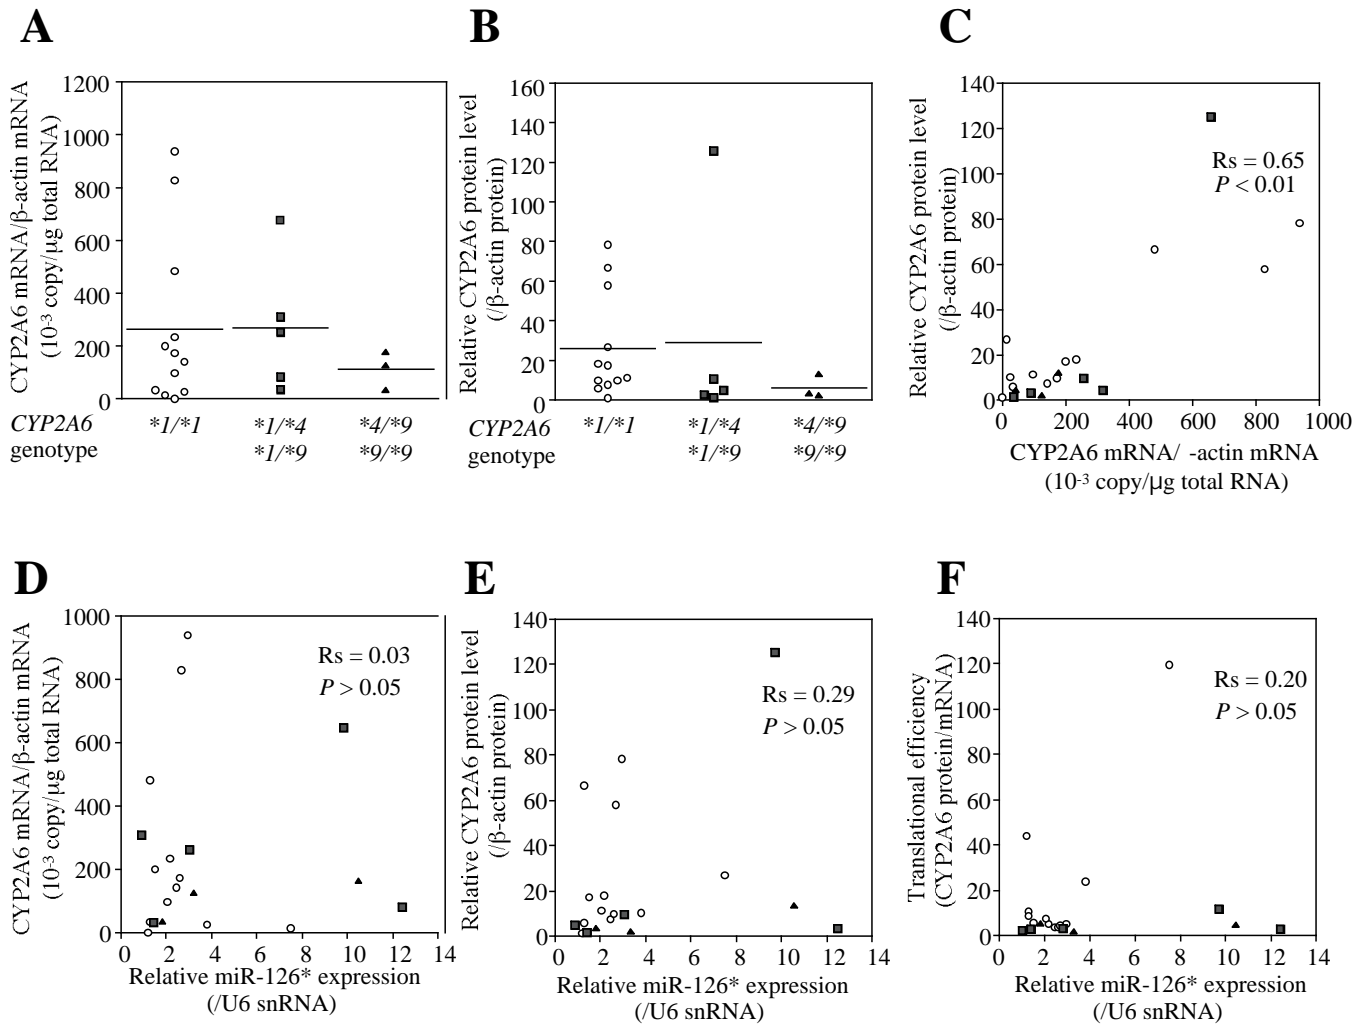 A
CYP2A6 mRNA/β-actin mRNA
(10-3 copy/μg total RNA)
1200
1000
800
600
400
200
0
CYP2A6
genotype
*1/*1
*1/*4
*1/*9
*4/*9
*9/*9
B
Relative CYP2A6 protein level
(/β-actin protein)
160
140
120
100
80
60
40
20
0
CYP2A6
genotype
*1/*1
*1/*4
*1/*9
*4/*9
*9/*9
C
Relative CYP2A6 protein level
(/β-actin protein)
140
120
100
80
60
40
20
0
Rs = 0.65
P < 0.01
0 200 400 600 800 1000
CYP2A6 mRNA/ -actin mRNA
(10-3 copy/μg total RNA)
D
CYP2A6 mRNA/β-actin mRNA
(10-3 copy/μg total RNA)
1000
800
600
400
200
0
Rs = 0.03
P > 0.05
0 2 4 6 8 10 12 14
Relative miR-126* expression
(/U6 snRNA)
E
Relative CYP2A6 protein level
(/β-actin protein)
140
120
100
80
60
40
20
0
Rs = 0.29
P > 0.05
0 2 4 6 8 10 12 14
Relative miR-126* expression
(/U6 snRNA)
F
Translational efficiency
(CYP2A6 protein/mRNA)
140
120
100
80
60
40
20
0
Rs = 0.20
P > 0.05
0 2 4 6 8 10 12 14
Relative miR-126* expression
(/U6 snRNA)